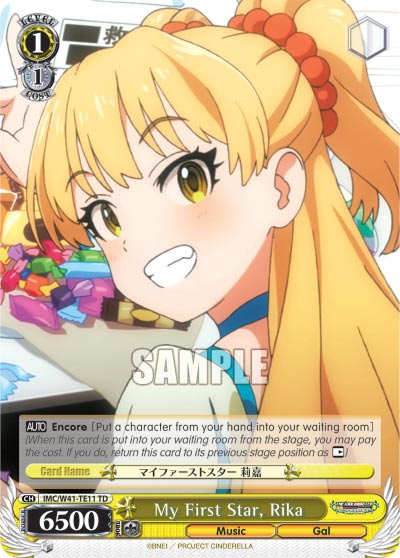 LEVEL
1
1
COST
救
SAMPLE
AUTO Encore [Put a character from your hand into your waiting room]
(When this card is put into your waiting room from the stage, you may pay
the cost. If you do, return this card to its previous stage position as
Card Name
マイファーストスター 莉嘉
CH IMC/W41-TE11 TD
POWER
6500
SOUL
My First Star, Rika
Music
Gal
©BNEI / PROJECT CINDERELLA